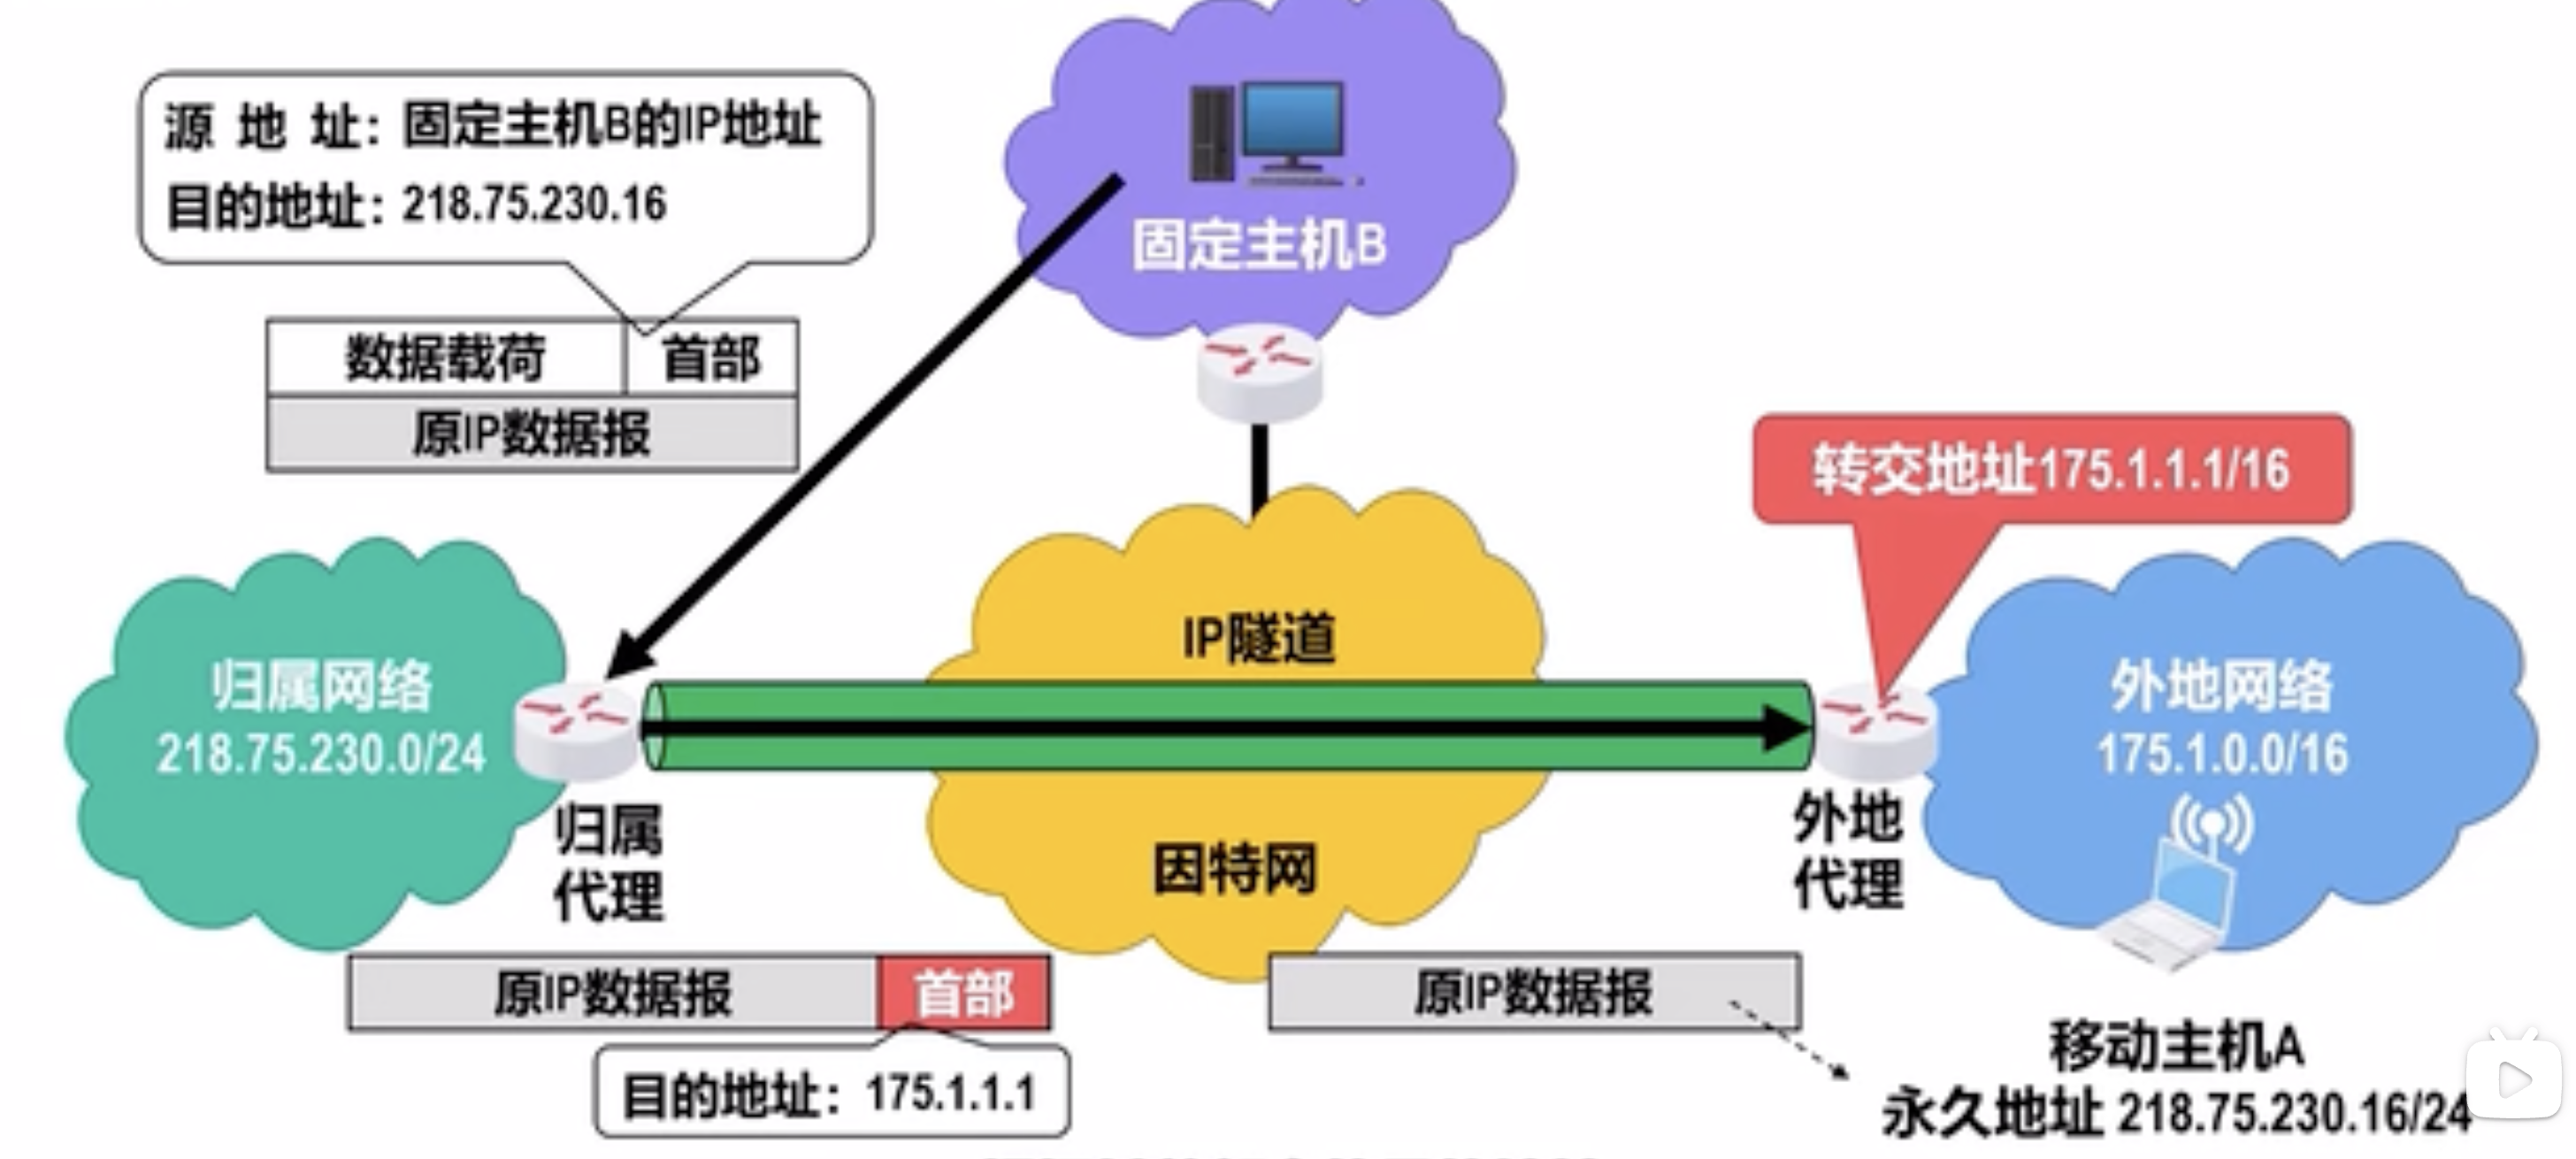 源 地 址：固定主机B的IP地址
目的地址：218.75.230.16
固定主机B
数据载荷
首部
原IP数据报
转交地址175.1.1.1/16
IP隧道
归属网络
218.75.230.0/24
外地网络
175.1.0.0/16
归属
代理
因特网
外地
代理
原IP数据报
首部
原IP数据报
目的地址：175.1.1.1
移动主机A
永久地址 218.75.230.16/24